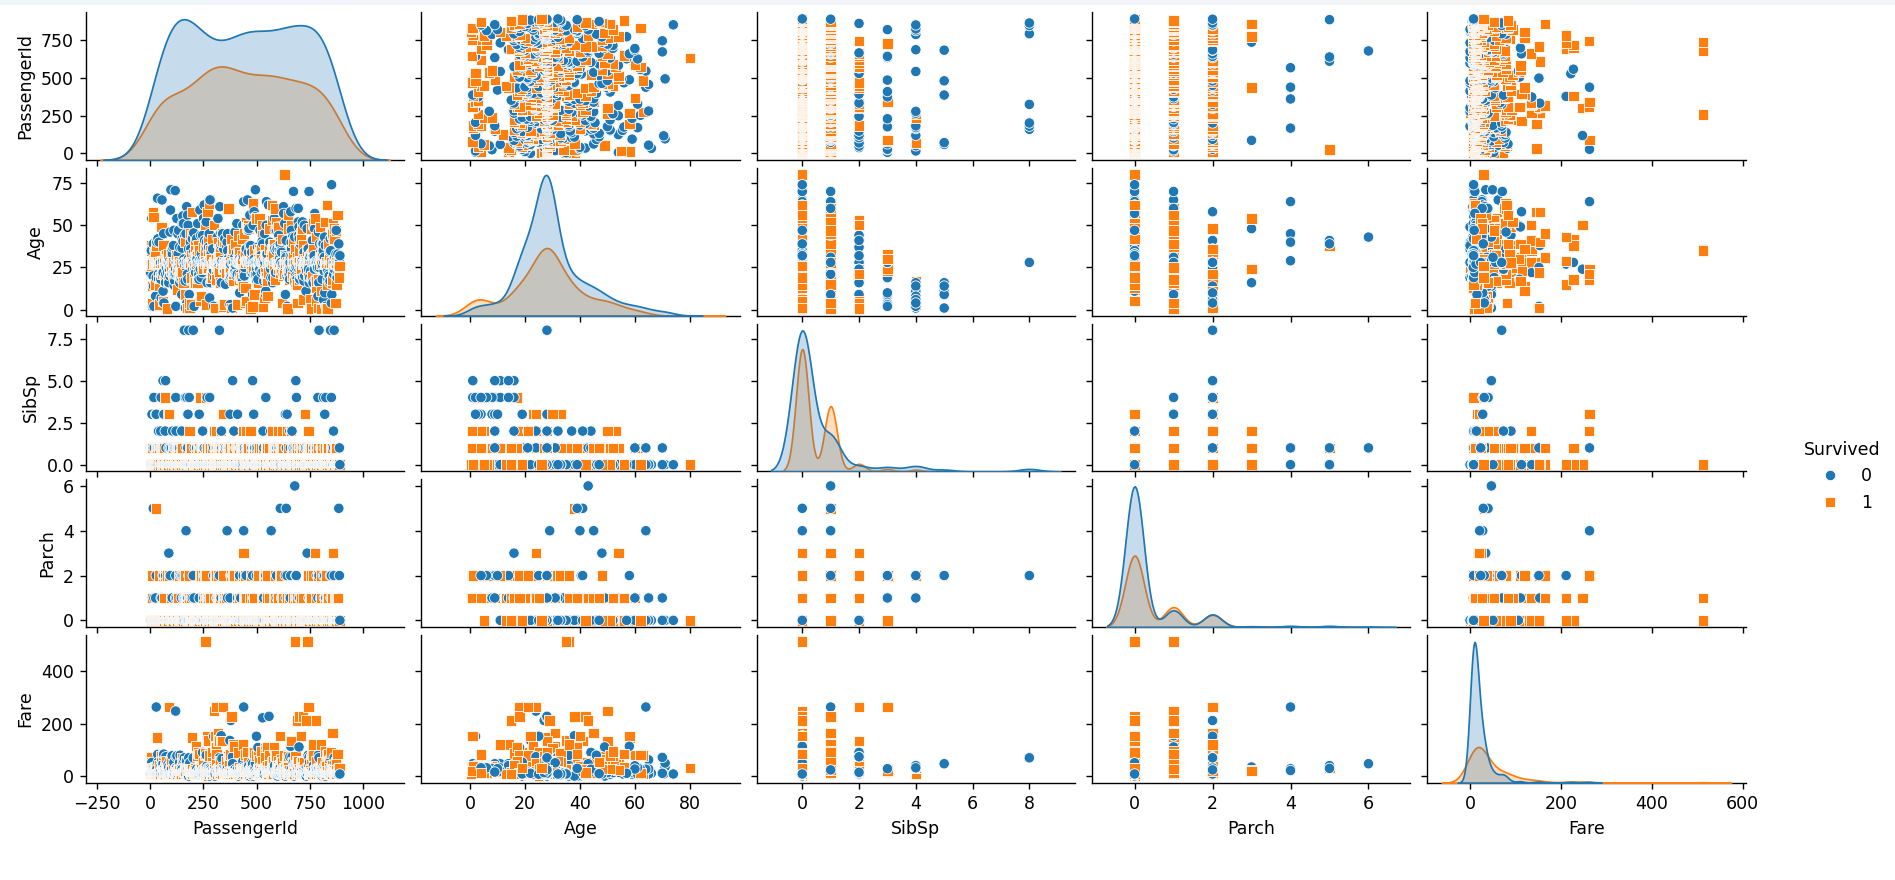 PassengerId
750
500
250
0
Age
75
50
25
0
SibSp
7.5
5.0
2.5
0.0
Parch
6
4
2
0
Fare
400
200
0
−250 0 250 500 750 1000
PassengerId
0 20 40 60 80
Age
0 2 4 6 8
SibSp
0 2 4 6
Parch
0 200 400 600
Fare
Survived
0
1